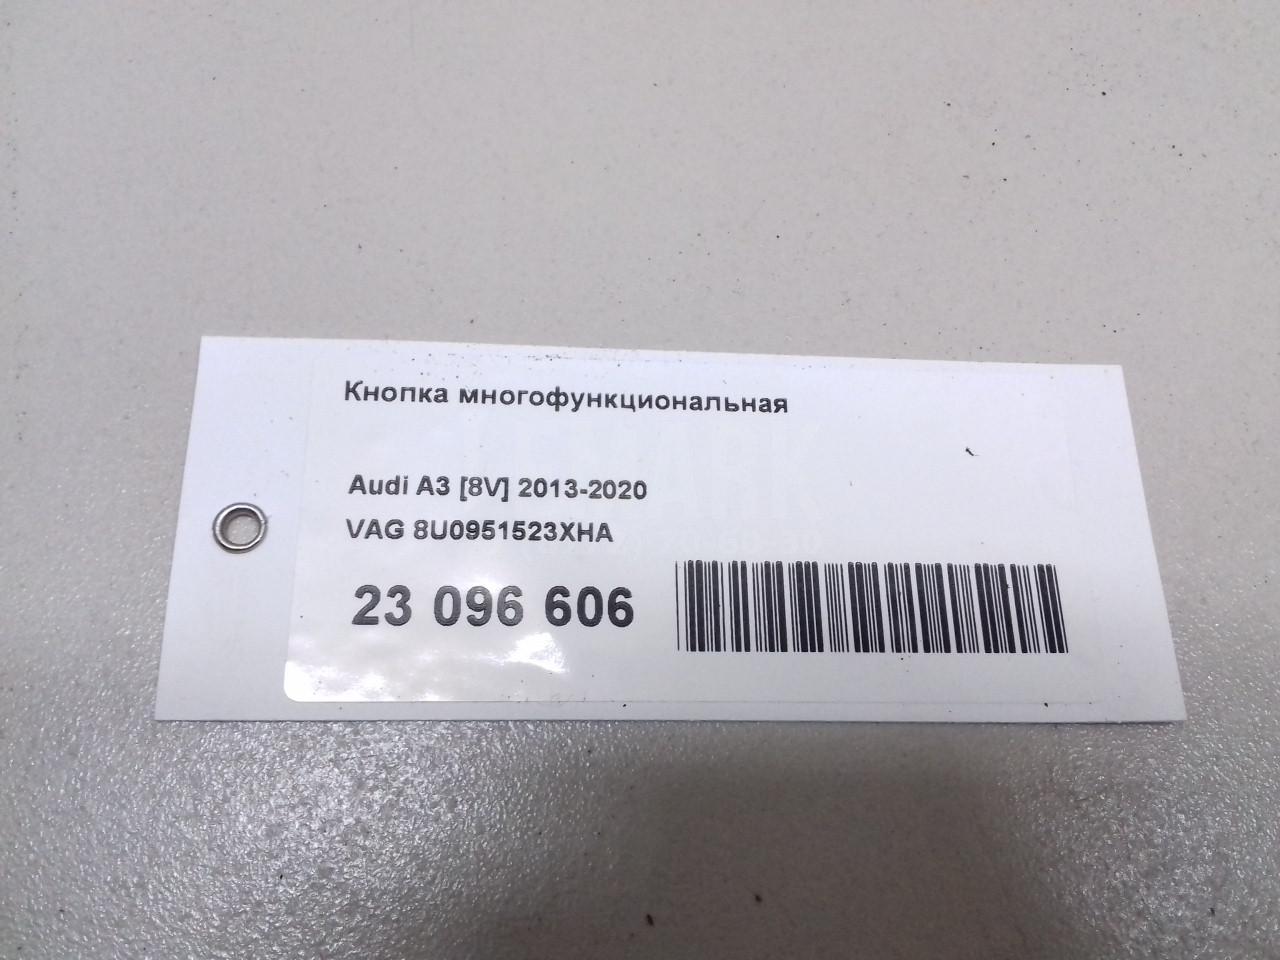 Кнопка многофункциональная
Audi A3 [8V] 2013-2020
VAG 8U0951523XHA
23 096 606